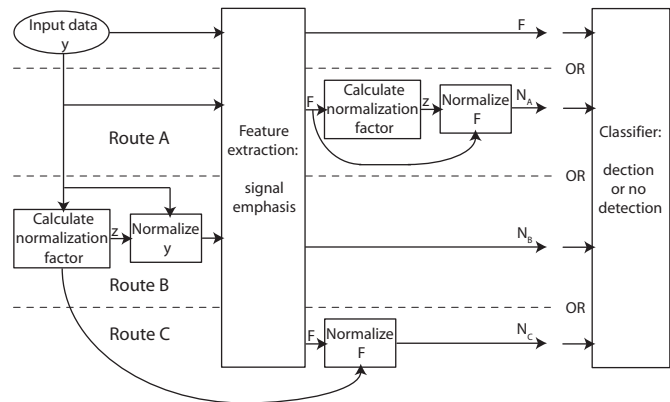 Input data
y
F
OR
Route A
Feature
extraction:
signal
emphasis
F
Calculate
normalization
factor
z
Normalize
F
N_A
Classifier:
dection
or no
detection
OR
Calculate
normalization
factor
z
Normalize
y
N_B
Route B
OR
Route C
F
Normalize
F
N_C